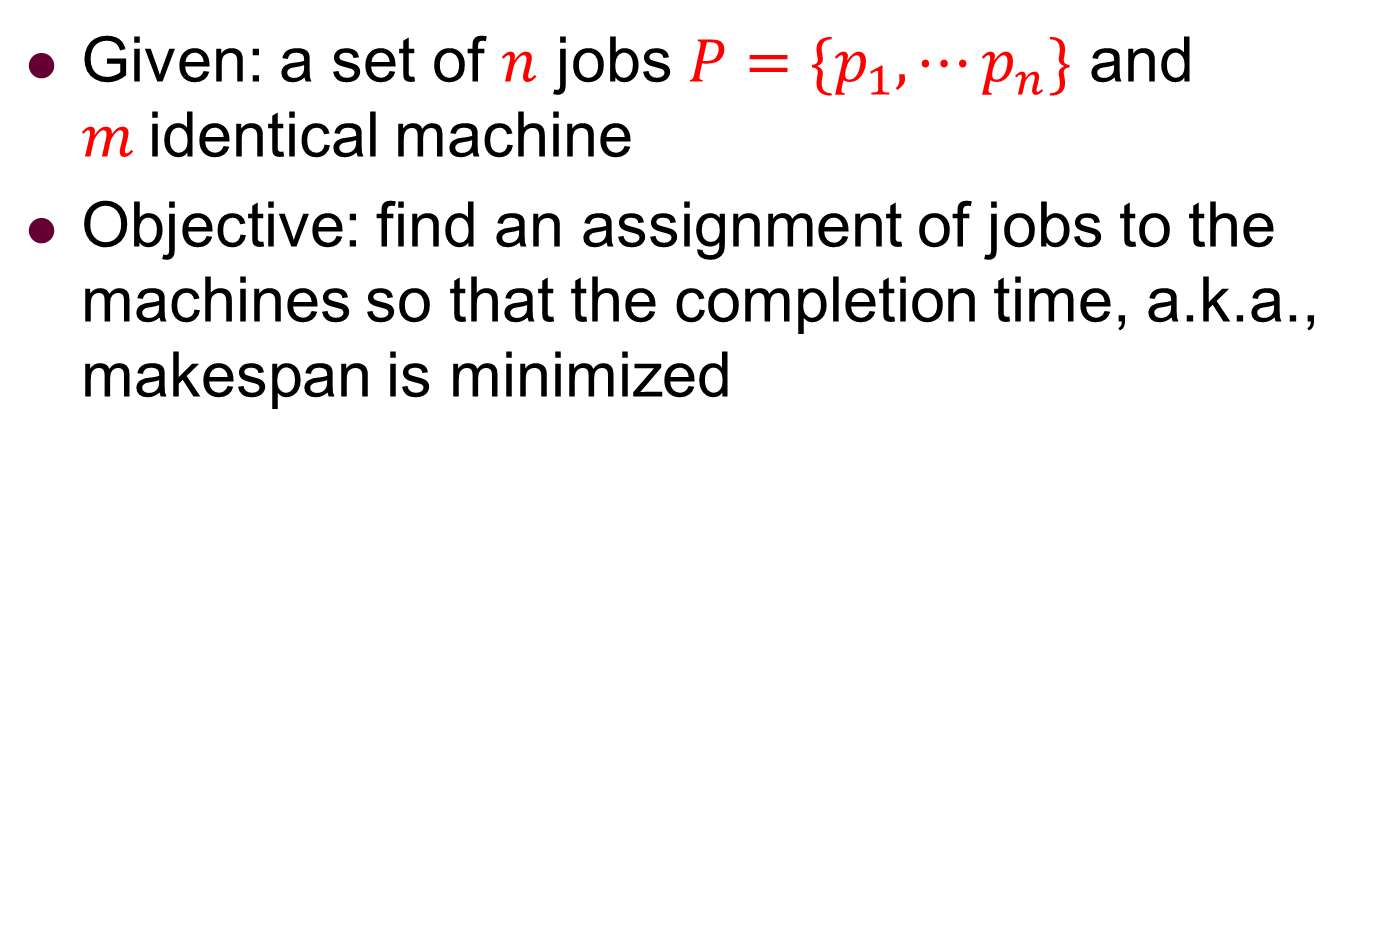 ● Given: a set of 𝑛 jobs 𝑃 = {𝑝₁, ⋯ 𝑝ₙ} and
𝑚 identical machine
● Objective: find an assignment of jobs to the
machines so that the completion time, a.k.a.,
makespan is minimized